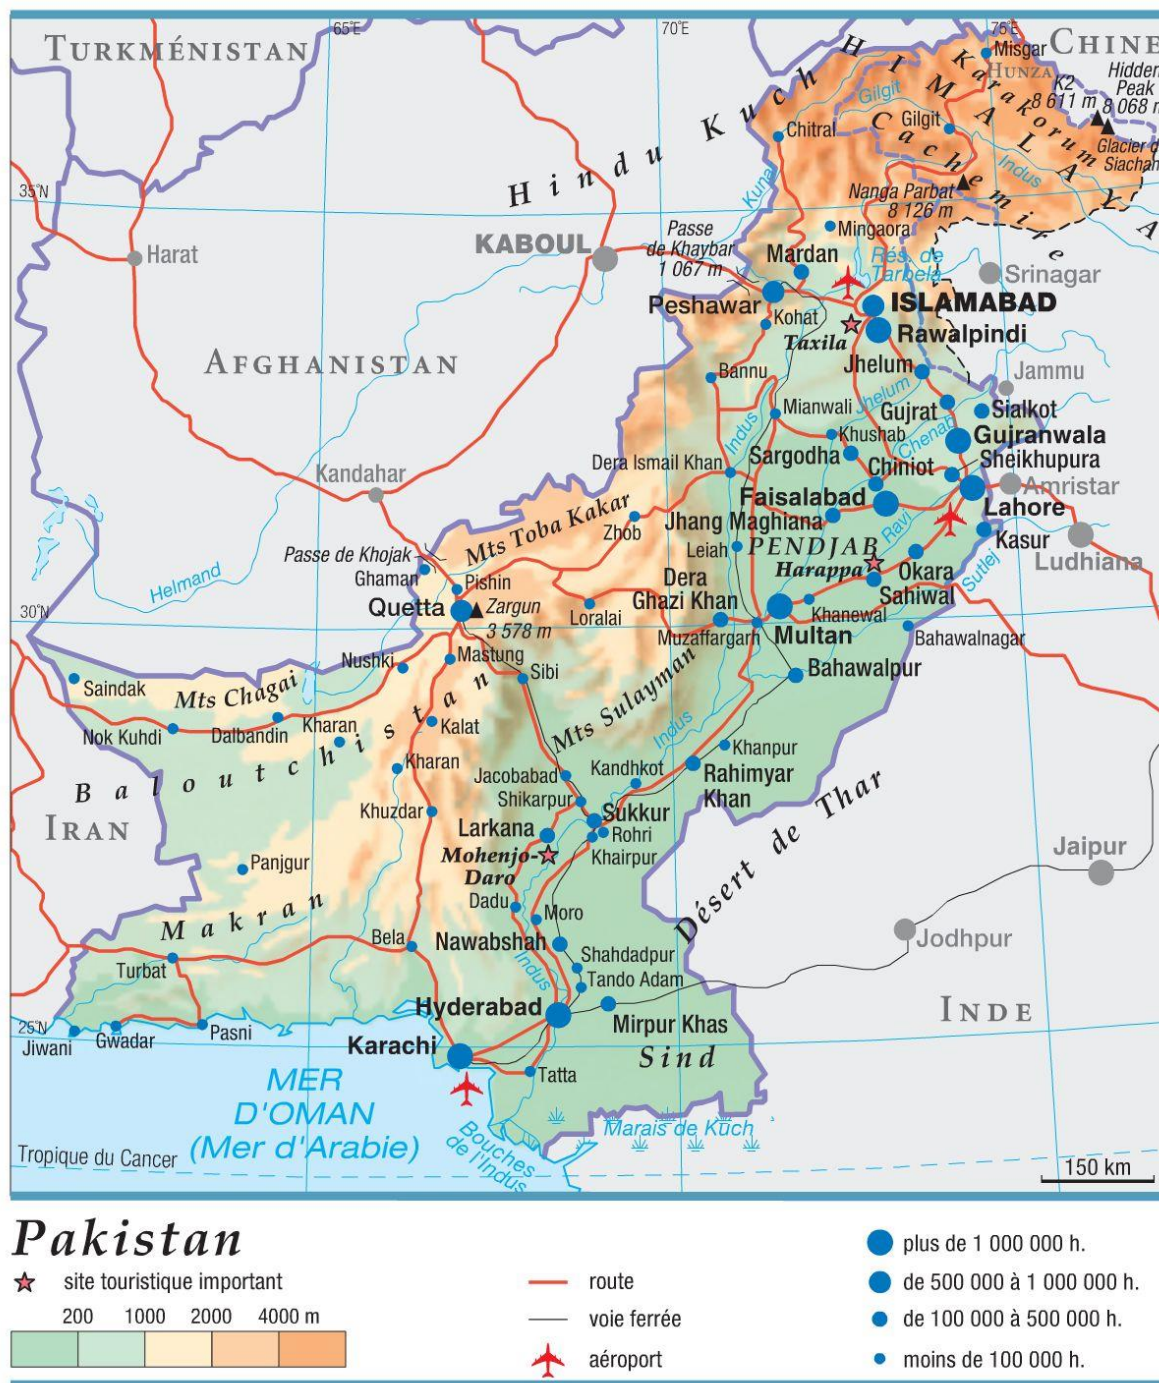 65°E
70°E
75°E
TURKMÉNISTAN
CHINE
Misgar
HUNZA
K2
8 611 m
Hidden
Peak
8 068 m
Hindu Kuch
HIMALAYA
Karakorum
Cachemire
Gilgit
Gilgit
Chitral
Glacier d
Siachan
Indus
35°N
Kunar
Nanga Parbat
8 126 m
Passe
de Khaybar
1 067 m
Mingaora
Harat
KABOUL
Mardan
Rés. de
Tarbela
Srinagar
Peshawar
ISLAMABAD
Kohat
Taxila
Rawalpindi
AFGHANISTAN
Bannu
Jhelum
Jammu
Jhelum
Mianwali
Gujrat
Sialkot
Indus
Khushab
Chenab
Gujranwala
Kandahar
Dera Ismail Khan
Sargodha
Chiniot
Sheikhupura
Amristar
Faisalabad
Lahore
Mts Toba Kakar
Zhob
Jhang Maghiana
Ravi
Kasur
Ludhiana
Passe de Khojak
Leiah
PENDJAB
Ghaman
Harappa
Okara
Sutlej
Helmand
Pishin
Dera
Ghazi Khan
Sahiwal
30°N
Quetta
Zargun
3 578 m
Loralai
Khanewal
Muzaffargarh
Multan
Bahawalnagar
Nushki
Mastung
Sibi
Bahawalpur
Saindak
Mts Chagai
Mts Sulayman
Indus
Nok Kuhdi
Dalbandin
Kharan
Kalat
Khanpur
Baloutchistan
Kharan
Jacobabad
Kandhkot
Rahimyar
Khan
Shikarpur
IRAN
Khuzdar
Larkana
Sukkur
Rohri
Désert de Thar
Mohenjo-
Daro
Khairpur
Jaipur
Panjgur
Dadu
Moro
Makran
Bela
Nawabshah
Jodhpur
Turbat
Indus
Shahdadpur
Tando Adam
Hyderabad
Mirpur Khas
INDE
25°N
Jiwani
Gwadar
Pasni
Karachi
Sind
MER
D'OMAN
(Mer d'Arabie)
Tatta
Marais de Kuch
Bouches
de l'Indus
Tropique du Cancer
150 km
Pakistan
site touristique important
200 1000 2000 4000 m
route
voie ferrée
aéroport
plus de 1 000 000 h.
de 500 000 à 1 000 000 h.
de 100 000 à 500 000 h.
moins de 100 000 h.